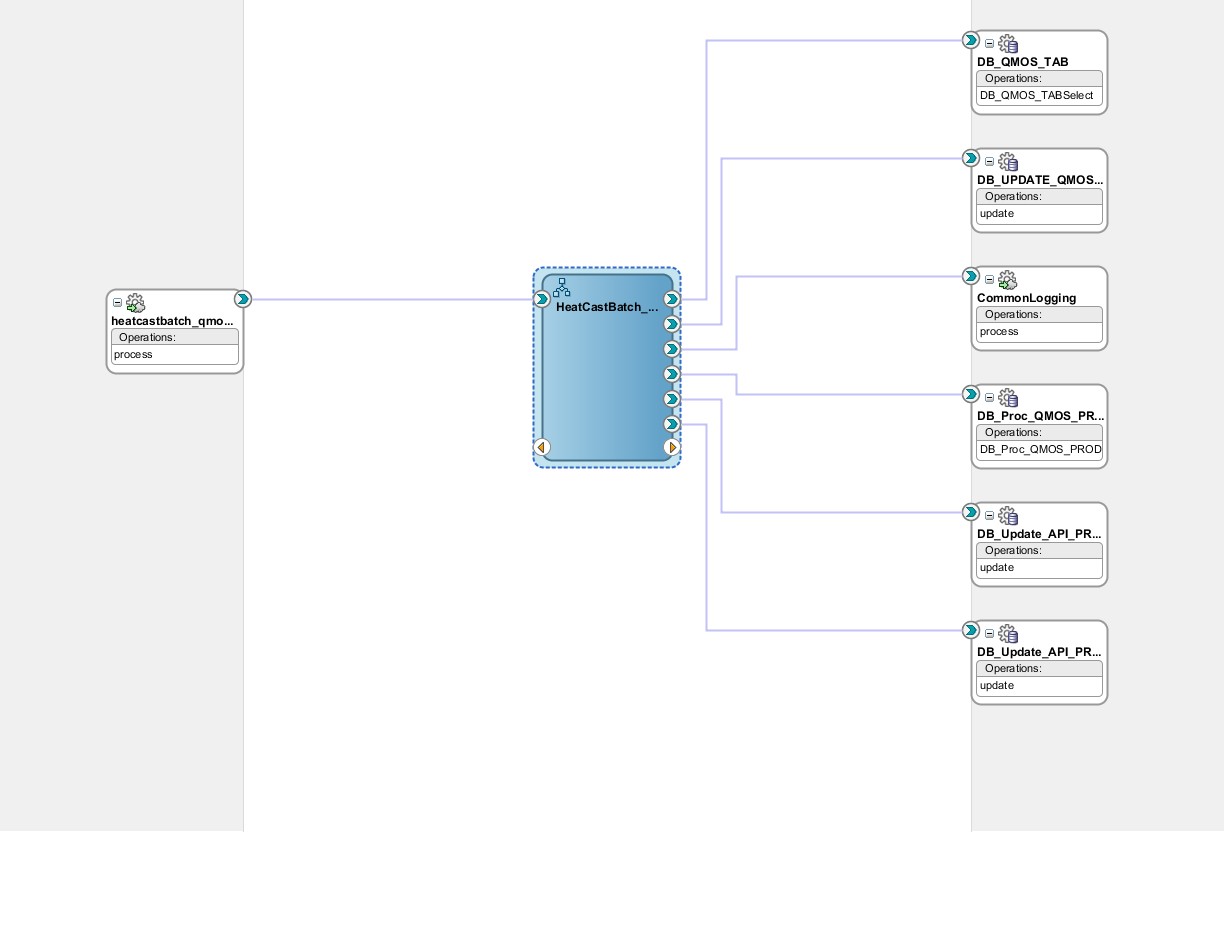 heatcastbatch_qmo...
Operations:
process
HeatCastBatch_...
DB_QMOS_TAB
Operations:
DB_QMOS_TABSelect
DB_UPDATE_QMOS...
Operations:
update
CommonLogging
Operations:
process
DB_Proc_QMOS_PR...
Operations:
DB_Proc_QMOS_PROD
DB_Update_API_PR...
Operations:
update
DB_Update_API_PR...
Operations:
update